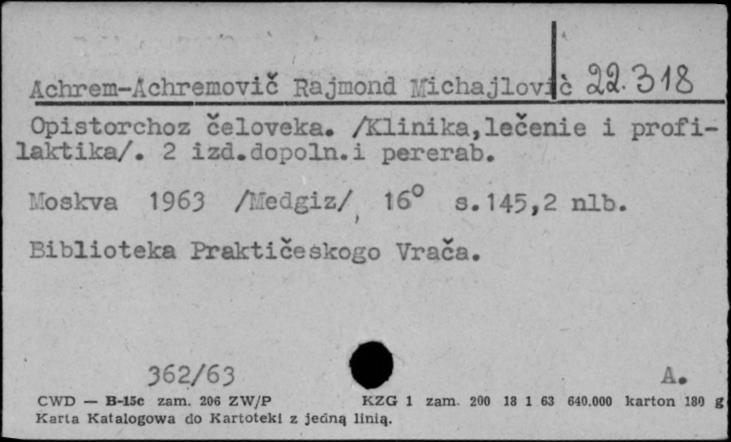 Achrem-Achremovič Rajmond Michajlovič 22.318
Opistorchoz čeloveka. /Klinika,lečenie i profi-
laktika/. 2 izd.dopoln.i pererab.
Moskva 1963 /Medgiz/, 16° s.145,2 nlb.
Biblioteka Praktičeskogo Vrača.
362/63 A.
CWD — B-15c zam. 206 ZW/P KZG 1 zam. 200 18 1 63 640.000 karton 180 g
Karta Katalogowa do Kartoteki z jedną linią.